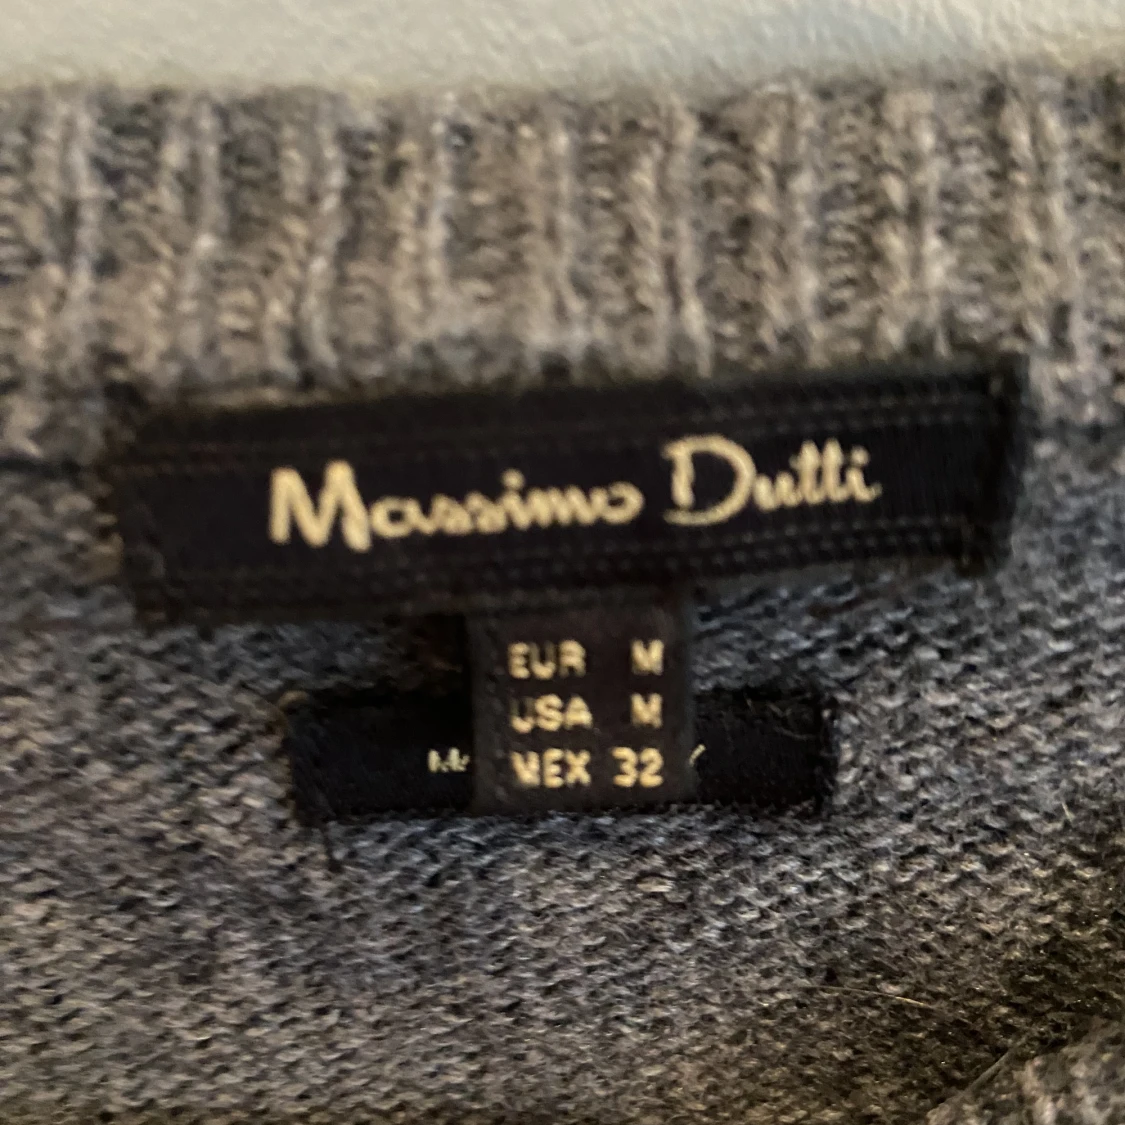 Massimo Dutti
EUR M
USA M
MEX 32